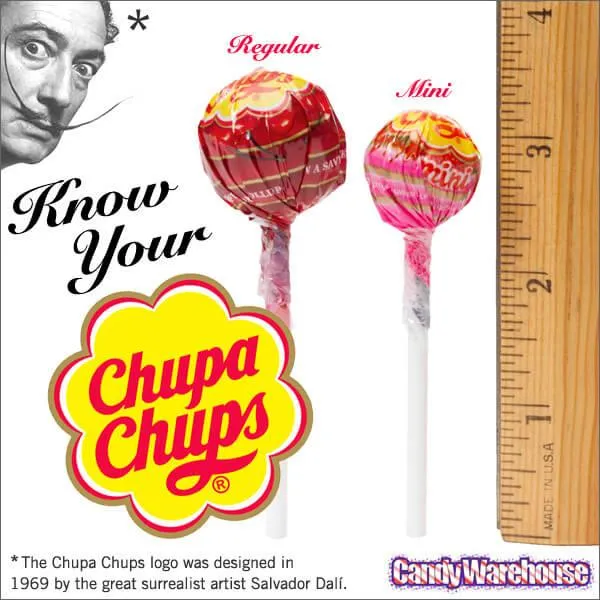 *
Regular
Mini
Know
Your
Chupa
Chups
®
mini
3
2
1
MADE IN U.S.A
*The Chupa Chups logo was designed in
1969 by the great surrealist artist Salvador Dalí.
CandyWarehouse